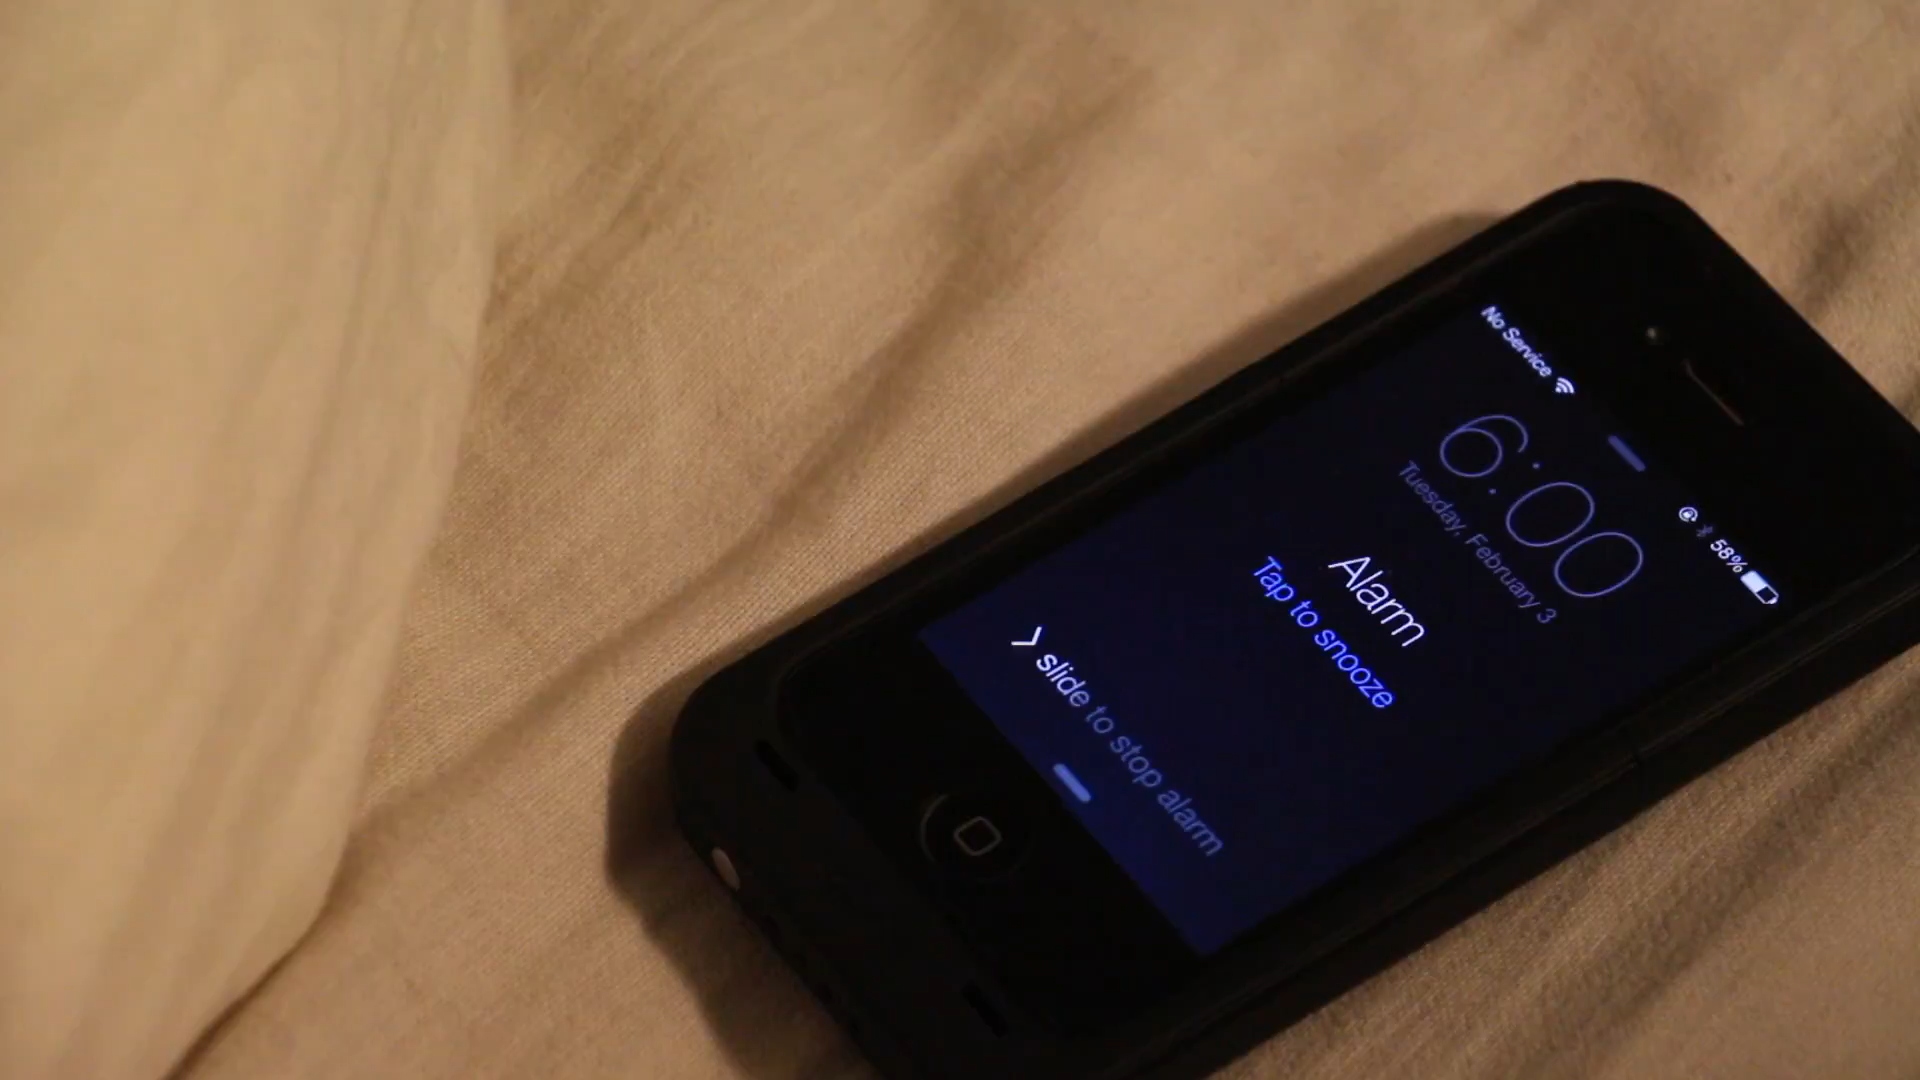 No Service 58%
6:00
Tuesday, February 3
Alarm
Tap to snooze
slide to stop alarm